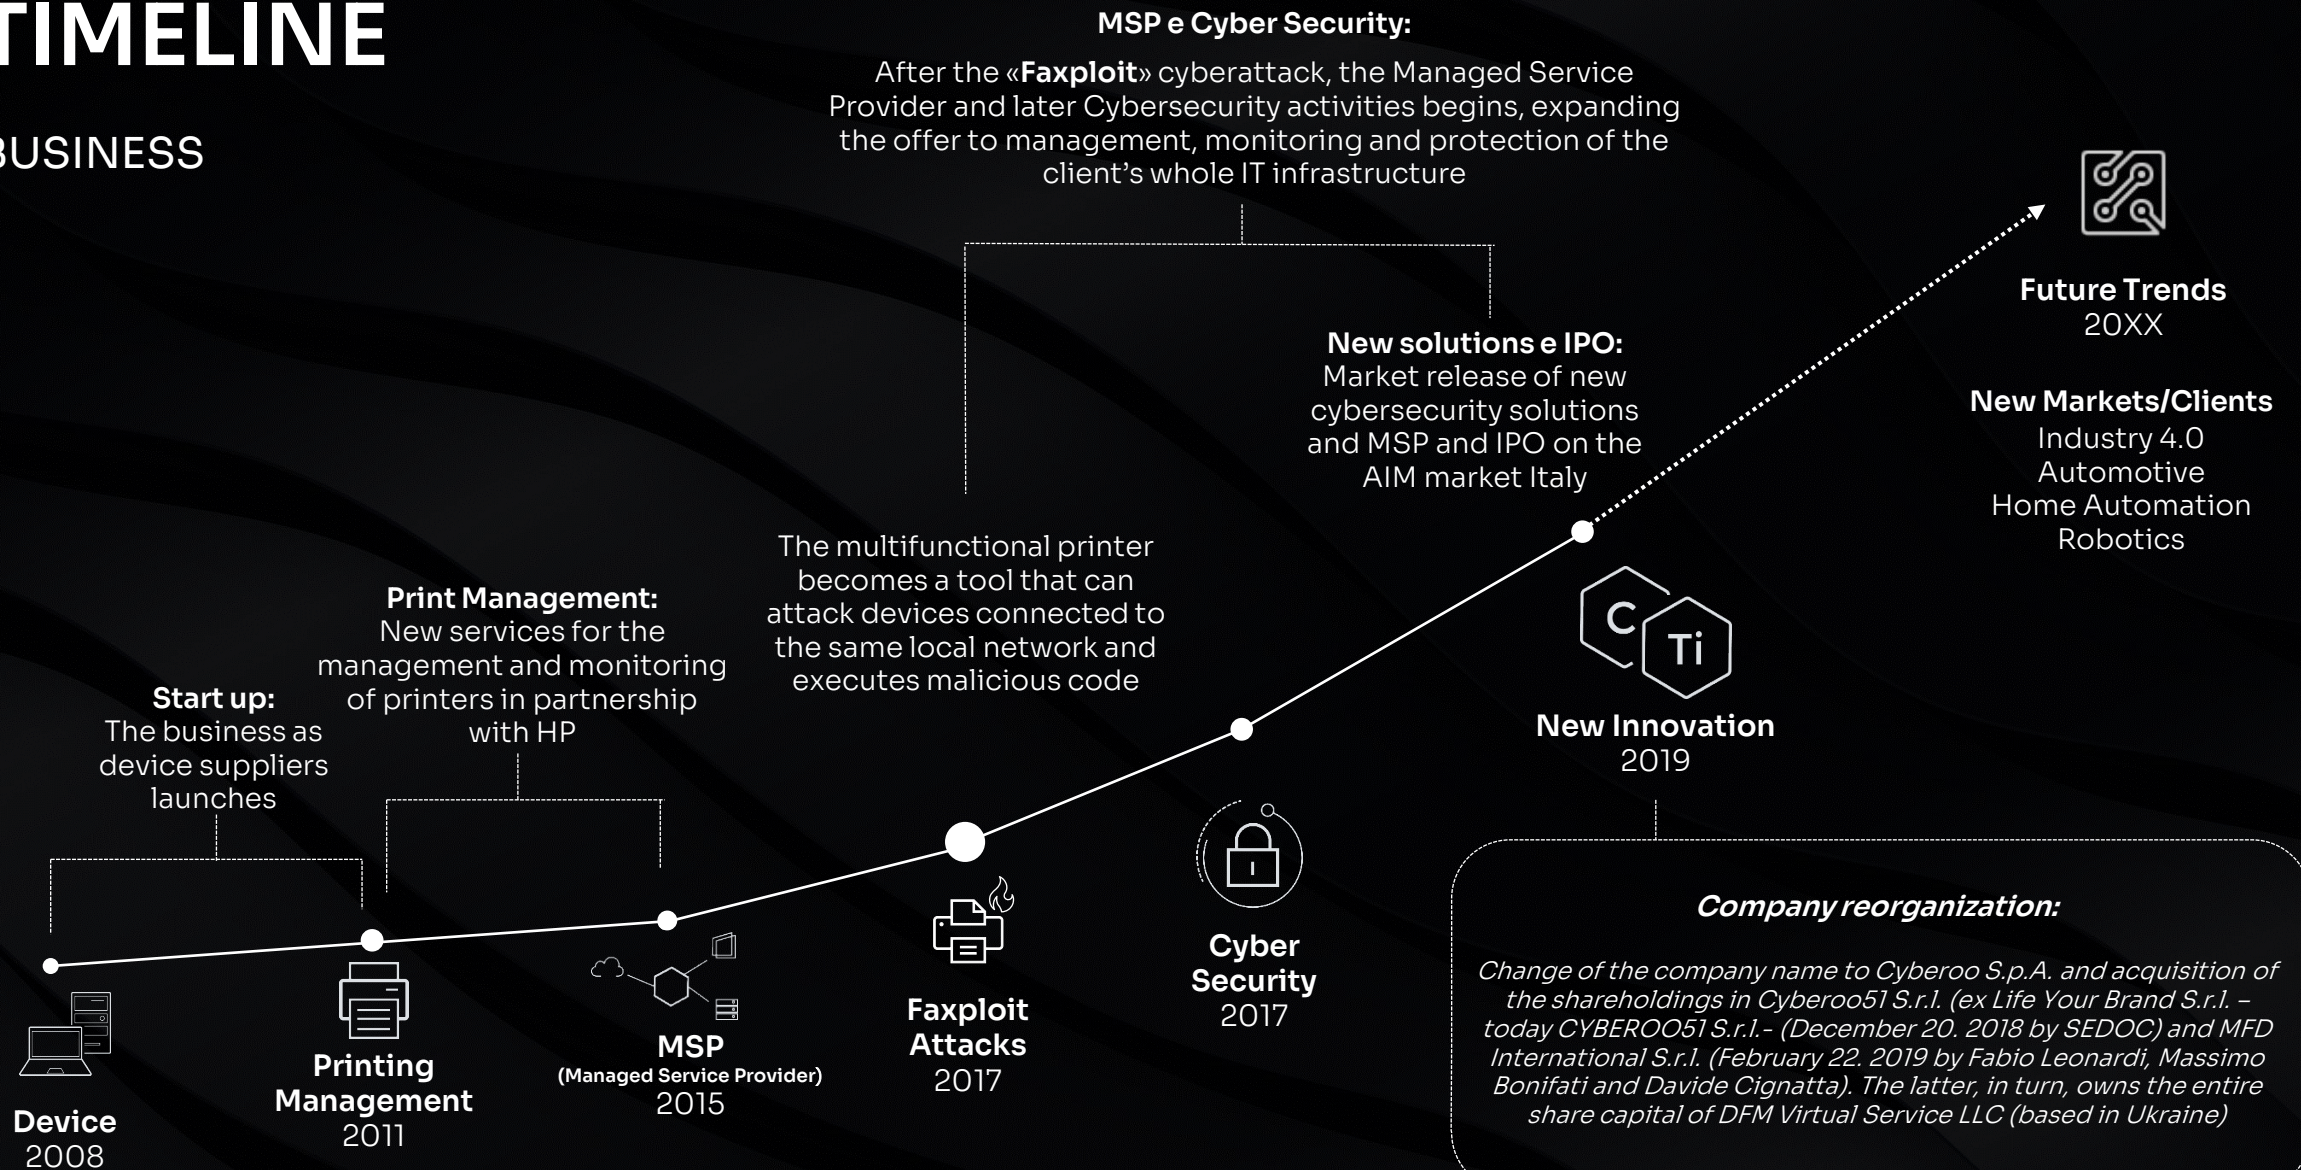 TIMELINE
BUSINESS
MSP e Cyber Security:
After the «Faxploit» cyberattack, the Managed Service
Provider and later Cybersecurity activities begins, expanding
the offer to management, monitoring and protection of the
client's whole IT infrastructure
Future Trends
20XX
New Markets/Clients
Industry 4.0
Automotive
Home Automation
Robotics
New solutions e IPO:
Market release of new
cybersecurity solutions
and MSP and IPO on the
AIM market Italy
The multifunctional printer
becomes a tool that can
attack devices connected to
the same local network and
executes malicious code
Print Management:
New services for the
management and monitoring
of printers in partnership
with HP
Start up:
The business as
device suppliers
launches
Device
2008
Printing
Management
2011
MSP
(Managed Service Provider)
2015
Faxploit
Attacks
2017
Cyber
Security
2017
C
Ti
New Innovation
2019
Company reorganization:
Change of the company name to Cyberoo S.p.A. and acquisition of
the shareholdings in Cyberoo51 S.r.l. (ex Life Your Brand S.r.l. –
today CYBEROO51 S.r.l.- (December 20. 2018 by SEDOC) and MFD
International S.r.l. (February 22. 2019 by Fabio Leonardi, Massimo
Bonifati and Davide Cignatta). The latter, in turn, owns the entire
share capital of DFM Virtual Service LLC (based in Ukraine)